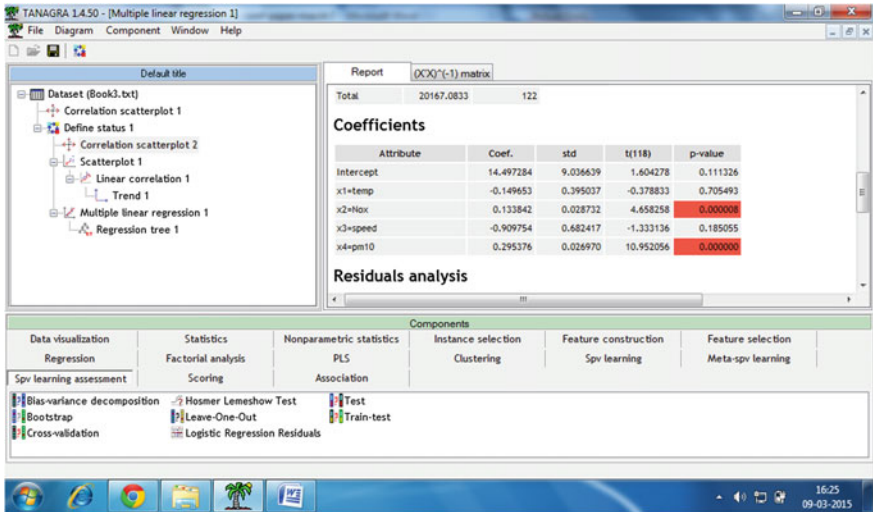 TANAGRA 1.4.50 - [Multiple linear regression 1]
File Diagram Component Window Help
Default title
Dataset (Book3.txt)
Correlation scatterplot 1
Define status 1
Correlation scatterplot 2
Scatterplot 1
Linear correlation 1
Trend 1
Multiple linear regression 1
Regression tree 1
Report (X'X)^(-1) matrix
Total 20167.0833 122
Coefficients
Attribute Coef. std t(118) p-value
Intercept 14.497284 9.036639 1.604278 0.111326
x1=temp -0.149653 0.395037 -0.378833 0.705493
x2=Nox 0.133842 0.028732 4.658258 0.000008
x3=speed -0.909754 0.682417 -1.333136 0.185055
x4=pm10 0.295376 0.026970 10.952056 0.000000
Residuals analysis
Components
Data visualization Statistics Nonparametric statistics Instance selection Feature construction Feature selection
Regression Factorial analysis PLS Clustering Spv learning Meta-spv learning
Spv learning assessment Scoring Association
Bias-variance decomposition Hosmer Lemeshow Test Test
Bootstrap Leave-One-Out Train-test
Cross-validation Logistic Regression Residuals
16:25
09-03-2015